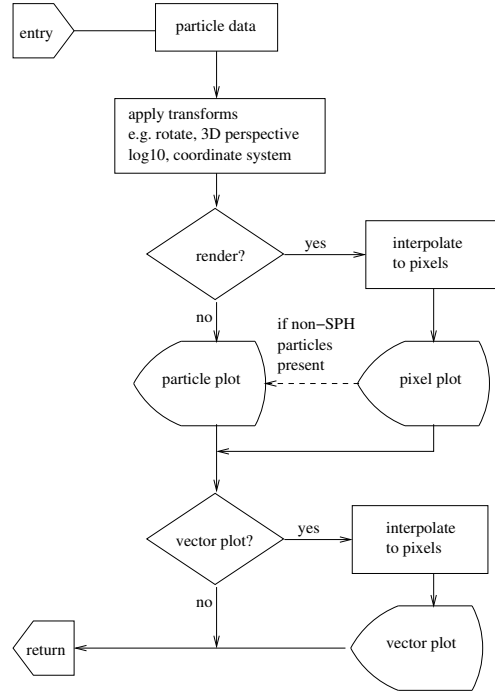 entry
particle data
apply transforms
e.g. rotate, 3D perspective
log10, coordinate system
render?
yes
interpolate
to pixels
no
if non−SPH
particles
present
particle plot
pixel plot
vector plot?
yes
interpolate
to pixels
no
vector plot
return